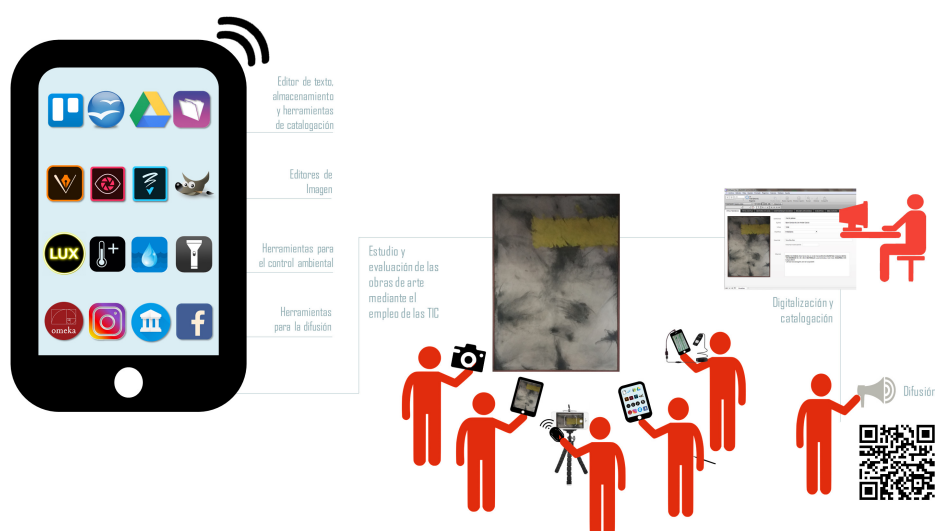 Editor de texto,
almacenamiento
y herramientas
de catalogación
Editores de
Imagen
LUX
Herramientas para
el control ambiental
omeka
Herramientas
para la difusión
Estudio y
evaluación de las
obras de arte
mediante el
empleo de las TIC
Digitalización y
catalogación
Difusión